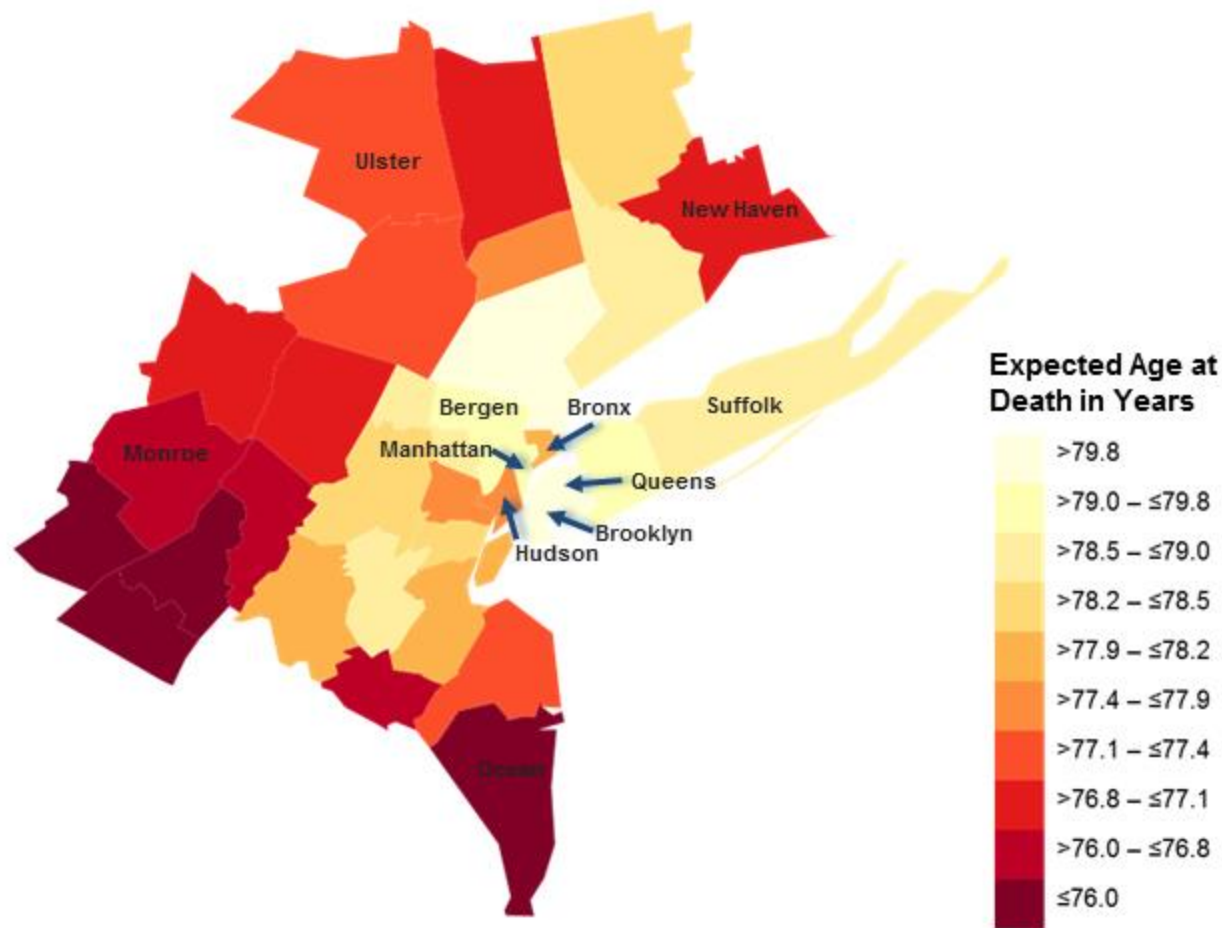 Ulster
New Haven
Bergen
Bronx
Suffolk
Manhattan
Monroe
Queens
Brooklyn
Hudson
Ocean
Expected Age at
Death in Years
>79.8
>79.0 – ≤79.8
>78.5 – ≤79.0
>78.2 – ≤78.5
>77.9 – ≤78.2
>77.4 – ≤77.9
>77.1 – ≤77.4
>76.8 – ≤77.1
>76.0 – ≤76.8
≤76.0